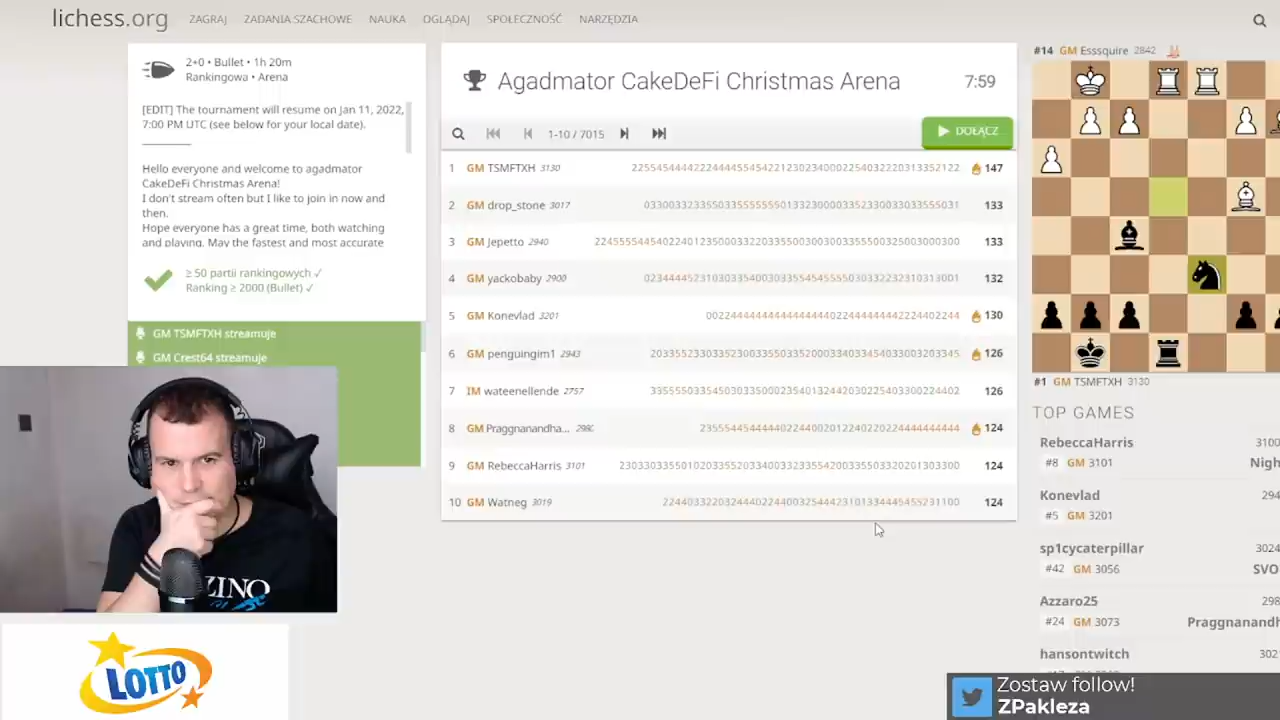 lichess.org ZAGRAJ ZADANIA SZACHOWE NAUKA OGLĄDAJ SPOŁECZNOŚĆ NARZĘDZIA
2+0 • Bullet • 1h 20m
Rankingowa • Arena
[EDIT] The tournament will resume on Jan 11, 2022,
7:00 PM UTC (see below for your local date).
Hello everyone and welcome to agadmator
CakeDeFi Christmas Arena!
I don't stream often but I like to join in now and
then.
Hope everyone has a great time, both watching
and playing. May the fastest and most accurate
≥ 50 partii rankingowych ✓
Ranking ≥ 2000 (Bullet) ✓
GM TSMFTXH streamuje
GM Crest64 streamuje
Agadmator CakeDeFi Christmas Arena 7:59
1-10 / 7015 DOŁĄCZ
1 GM TSMFTXH 3130 147
2 GM drop_stone 3017 133
3 GM Jepetto 2940 133
4 GM yackobaby 2900 132
5 GM Konevlad 3201 130
6 GM penguingim1 2943 126
7 IM wateenellende 2757 126
8 GM Praggnanandha... 124
9 GM RebeccaHarris 3101 124
10 GM Watneg 3019 124
#14 GM Esssquire 2842
#1 GM TSMFTXH 3130
TOP GAMES
RebeccaHarris 3100
#8 GM 3101 Nigh
Konevlad 294
#5 GM 3201
sp1cycaterpillar 3024
#42 GM 3056 SVO
Azzaro25 298
#24 GM 3073 Praggnanandh
hansontwitch 302
ZINO
LOTTO
Zostaw follow!
ZPakleza